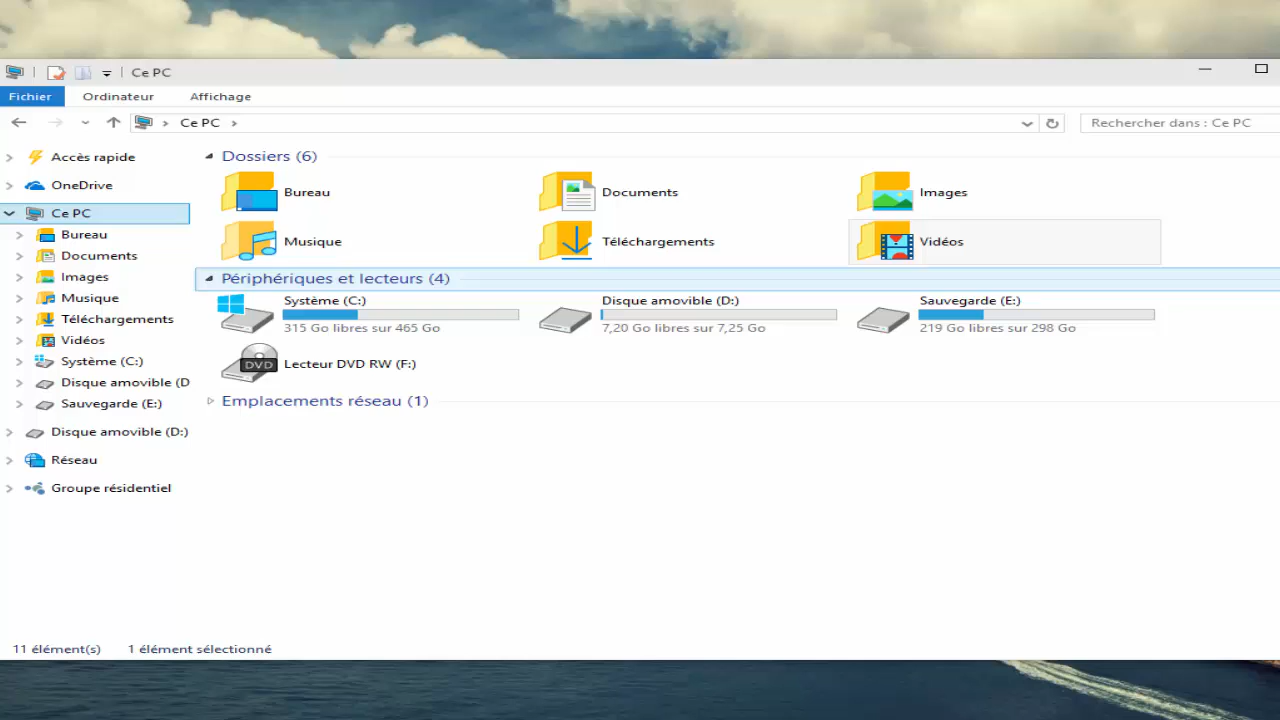 Ce PC
Fichier
Ordinateur
Affichage
Ce PC
Rechercher dans : Ce PC
Accès rapide
OneDrive
Ce PC
Bureau
Documents
Images
Musique
Téléchargements
Vidéos
Système (C:)
Disque amovible (D
Sauvegarde (E:)
Disque amovible (D:)
Réseau
Groupe résidentiel
Dossiers (6)
Bureau
Documents
Images
Musique
Téléchargements
Vidéos
Périphériques et lecteurs (4)
Système (C:)
315 Go libres sur 465 Go
Disque amovible (D:)
7,20 Go libres sur 7,25 Go
Sauvegarde (E:)
219 Go libres sur 298 Go
DVD
Lecteur DVD RW (F:)
Emplacements réseau (1)
11 élément(s)
1 élément sélectionné